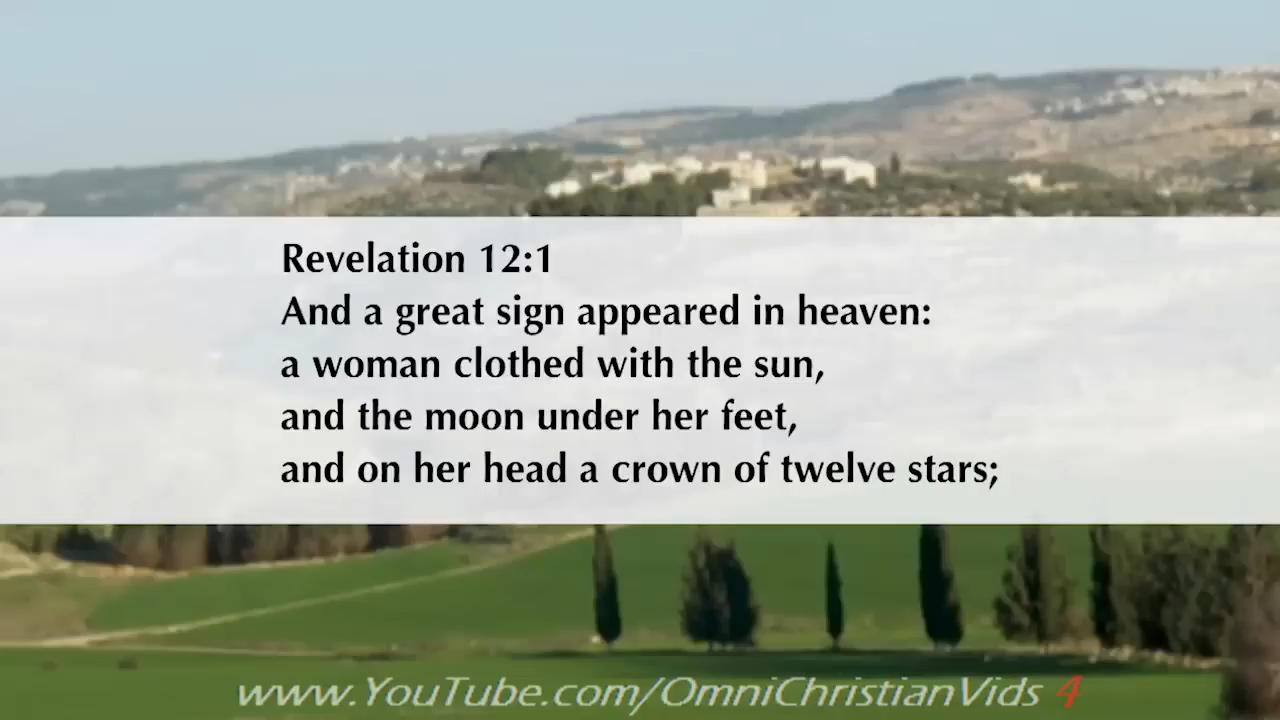 Revelation 12:1
And a great sign appeared in heaven:
a woman clothed with the sun,
and the moon under her feet,
and on her head a crown of twelve stars;
www.YouTube.com/OmniChristianVids 4